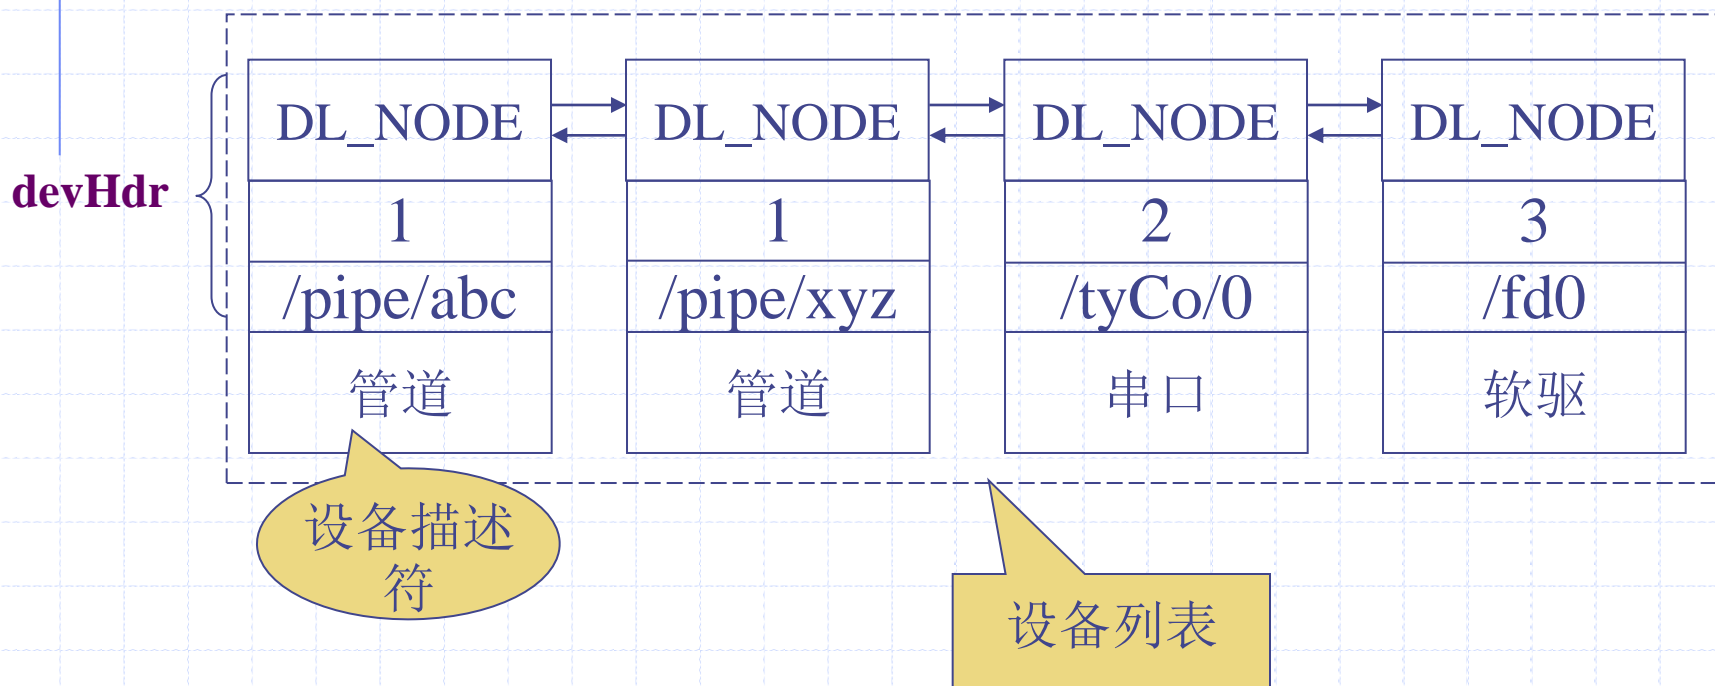 DL_NODE DL_NODE DL_NODE DL_NODE
devHdr
1 1 2 3
/pipe/abc /pipe/xyz /tyCo/0 /fd0
管道 管道 串口 软驱
设备描述
符
设备列表